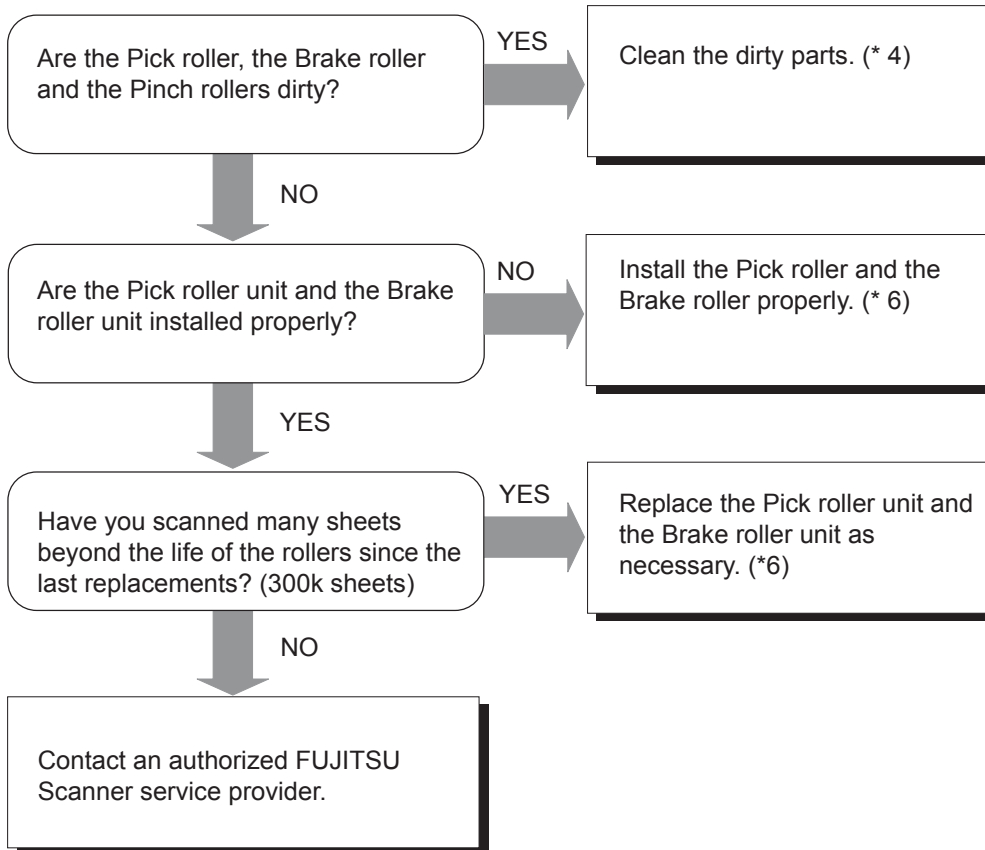 Are the Pick roller, the Brake roller
and the Pinch rollers dirty?
YES
Clean the dirty parts. (* 4)
NO
Are the Pick roller unit and the Brake
roller unit installed properly?
NO
Install the Pick roller and the
Brake roller properly. (* 6)
YES
Have you scanned many sheets
beyond the life of the rollers since the
last replacements? (300k sheets)
YES
Replace the Pick roller unit and
the Brake roller unit as
necessary. (*6)
NO
Contact an authorized FUJITSU
Scanner service provider.